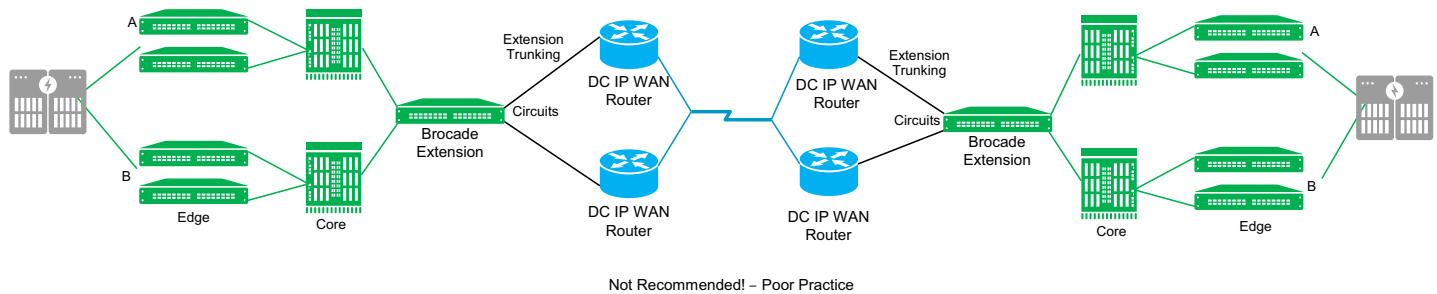 A
B
Edge
Core
Brocade
Extension
Extension
Trunking
Circuits
DC IP WAN
Router
DC IP WAN
Router
DC IP WAN
Router
DC IP WAN
Router
Extension
Trunking
Circuits
Brocade
Extension
Core
A
B
Edge
Not Recommended! – Poor Practice